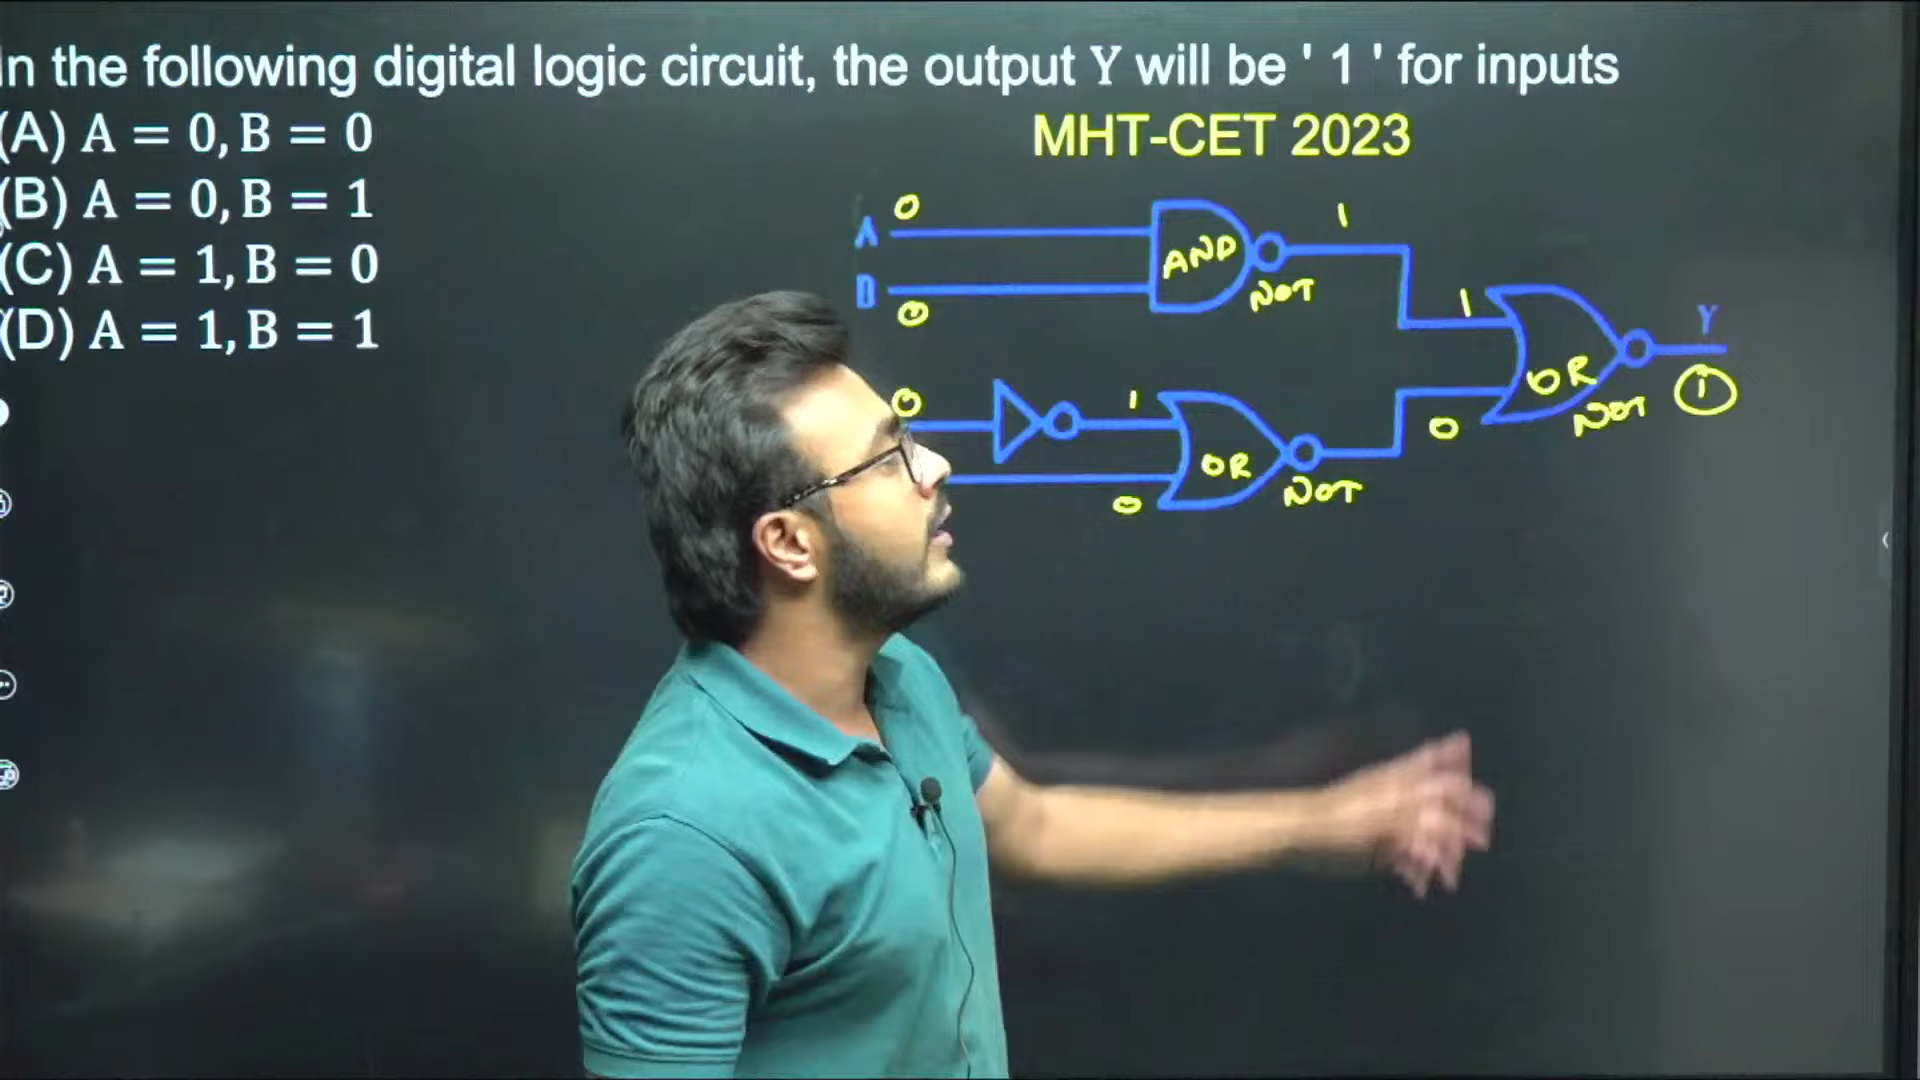 In the following digital logic circuit, the output Y will be ' 1 ' for inputs
(A) A = 0, B = 0
MHT-CET 2023
(B) A = 0, B = 1
(C) A = 1, B = 0
(D) A = 1, B = 1
0
1
A
AND
B
0
NOT
1
Y
OR
NOT
1
0
1
0
OR
NOT
0